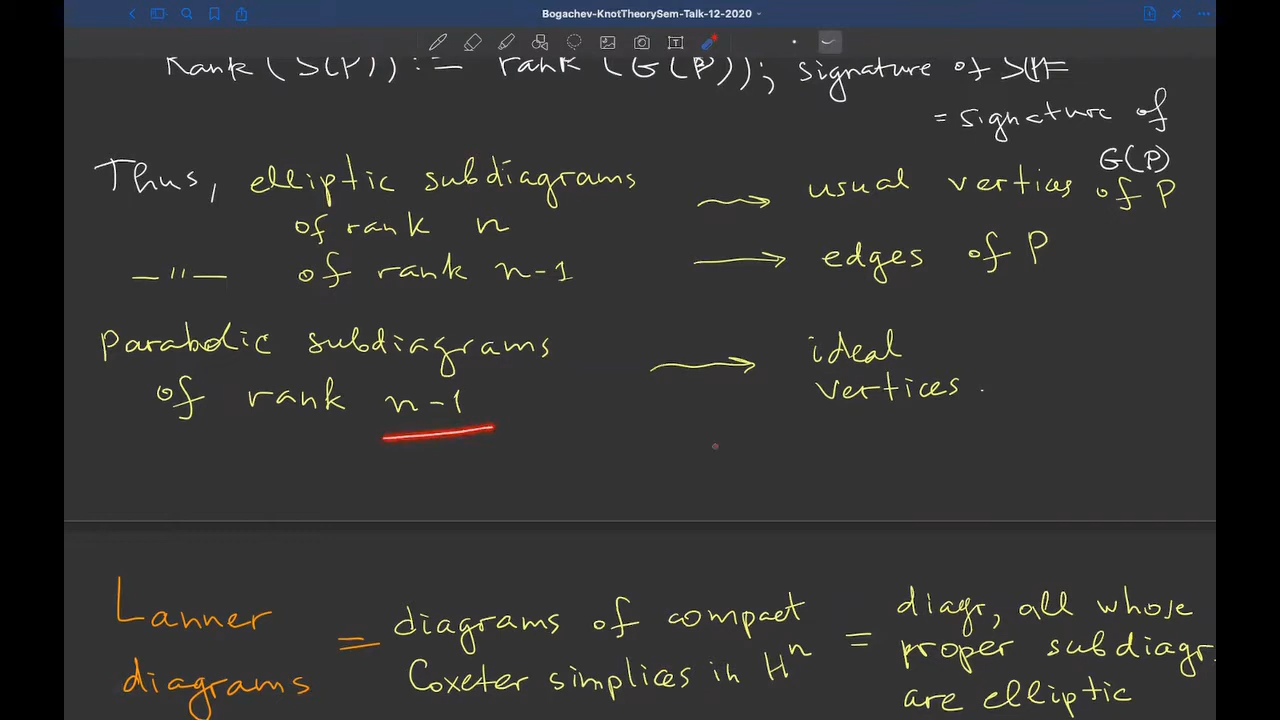 Bogachev-KnotTheorySem-Talk-12-2020
Rank (S(P)) := rank (G(P)); signature of
= signature of
G(P)
Thus, elliptic subdiagrams → usual vertices of P
of rank n
—"— of rank n-1 → edges of P
parabolic subdiagrams → ideal
of rank n-1 vertices.
Lanner = diagrams of compact = diagr, all whose
diagrams Coxeter simplices in Hⁿ proper subdiagr.
are elliptic